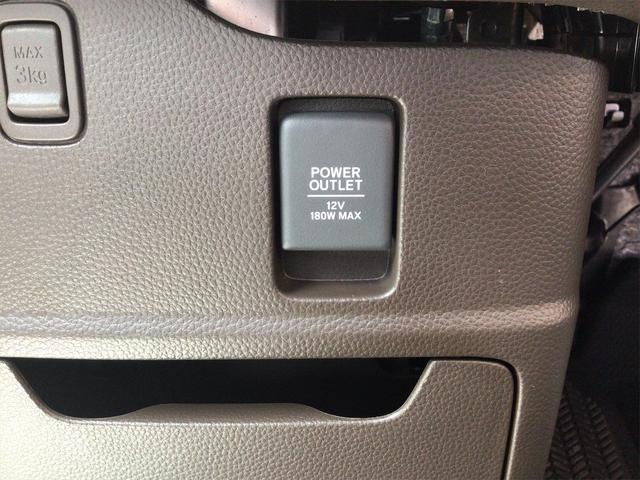 MAX
3kg
POWER
OUTLET
12V
180W MAX